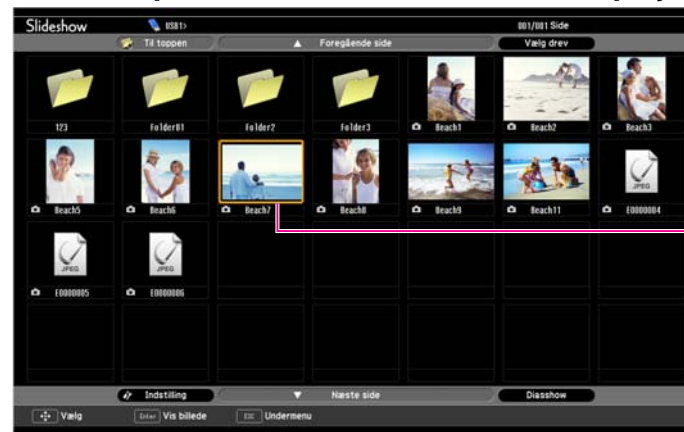 Slideshow USB1> 001/001 Side
Til toppen Foregående side Vælg drev
123 Folder01 Folder2 Folder3 Beach1 Beach2 Beach3
JPEG
Beach5 Beach6 Beach7 Beach8 Beach9 Beach11 E0000004
JPEG JPEG
E0000005 E0000006
Indstilling Næste side Diasshow
Vælg Enter Vis billede ESC Undermenu